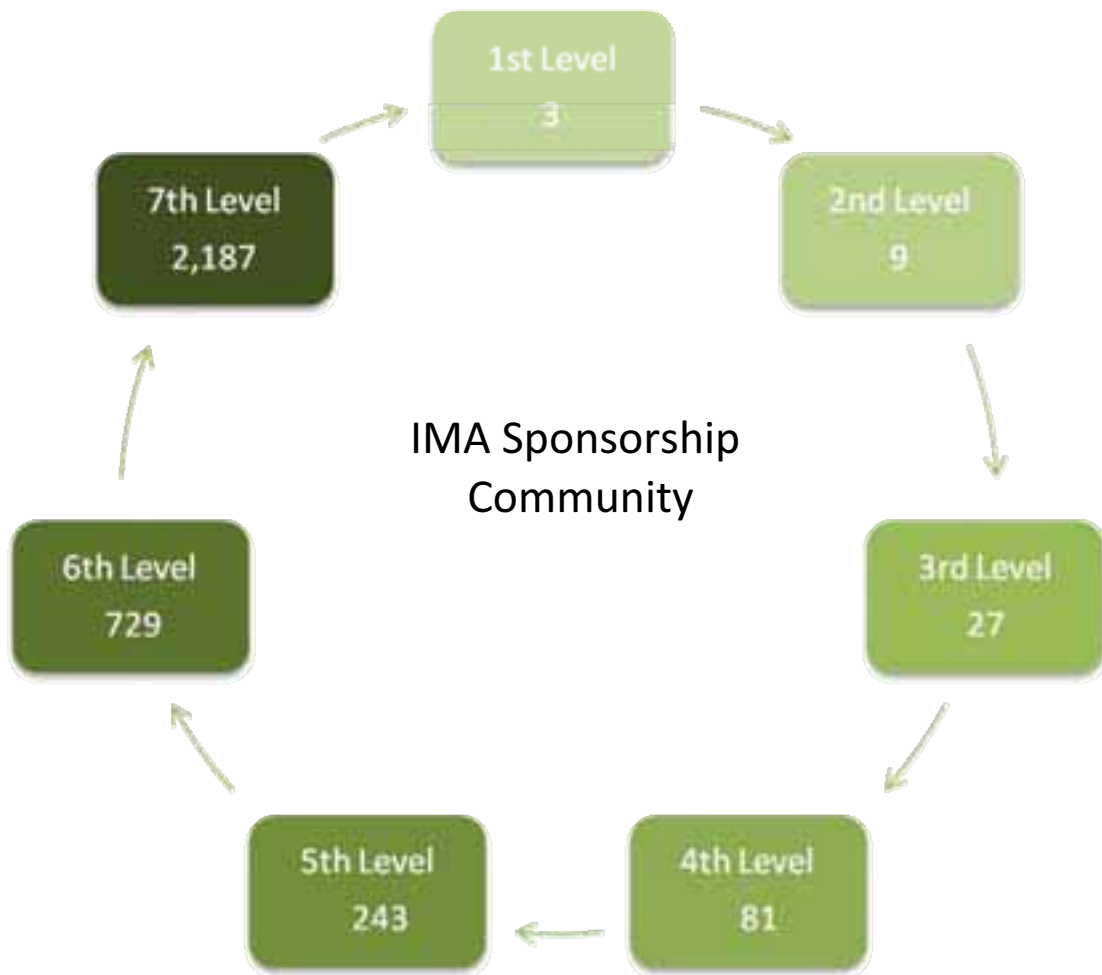 1st Level
3
2nd Level
9
3rd Level
27
4th Level
81
5th Level
243
6th Level
729
7th Level
2,187
IMA Sponsorship
Community